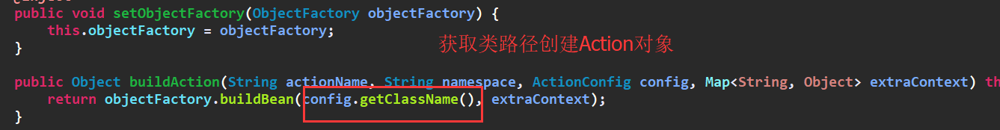 public void setObjectFactory(ObjectFactory objectFactory) {
this.objectFactory = objectFactory;
}
获取类路径创建Action对象
public Object buildAction(String actionName, String namespace, ActionConfig config, Map<String, Object> extraContext) th
return objectFactory.buildBean(config.getClassName(), extraContext);
}